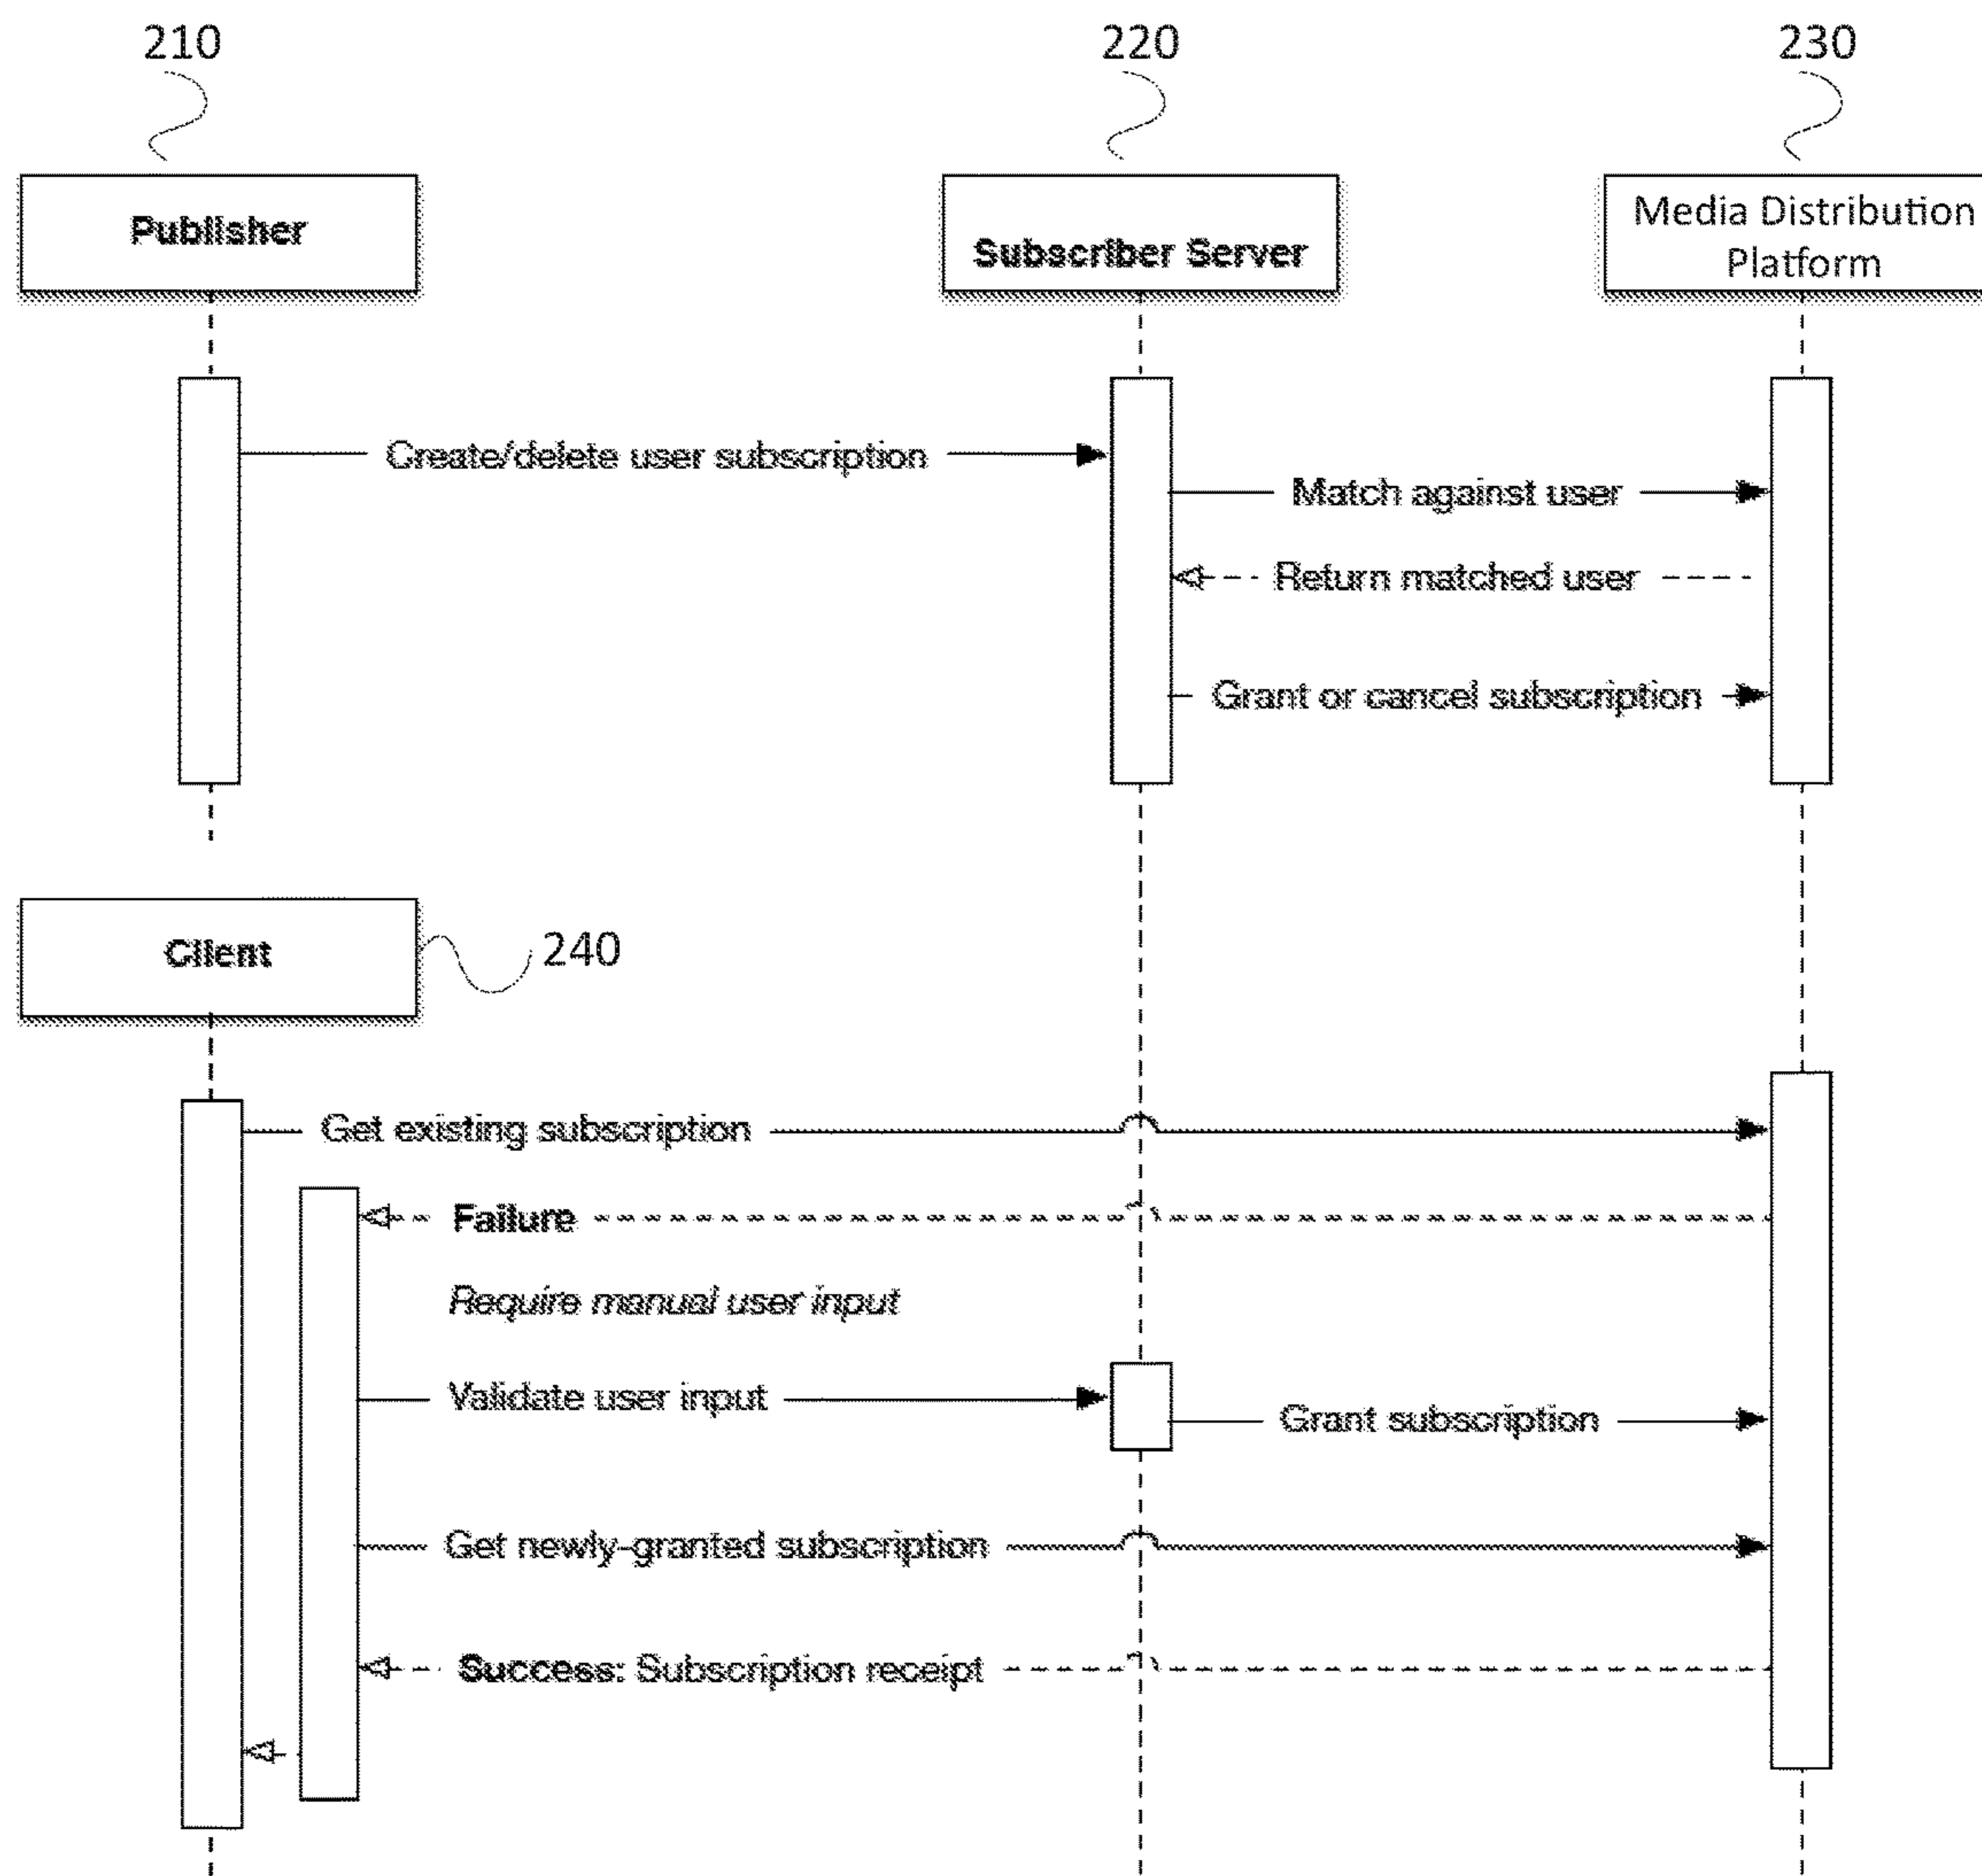 210
220
230
Publisher
Subscriber Server
Media Distribution
Platform
Create/delete user subscription
Match against user
Return matched user
Grant or cancel subscription
Client
240
Get existing subscription
Failure
Require manual user input
Validate user input
Grant subscription
Get newly-granted subscription
Success: Subscription receipt